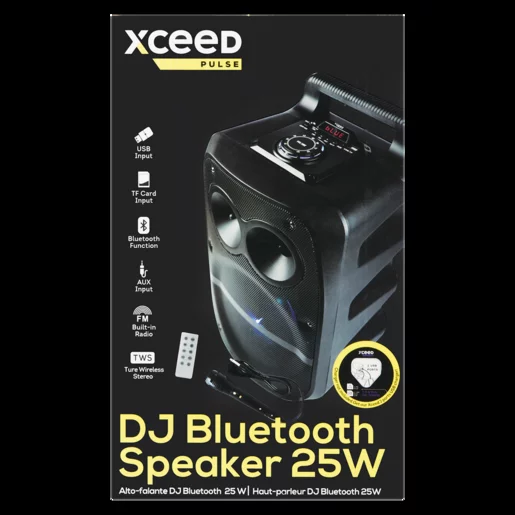 xceed
PULSE
USB
Input
TF Card
Input
Bluetooth
Function
AUX
Input
FM
Built-in
Radio
TWS
Ture Wireless
Stereo
xceed
DJ Bluetooth
Speaker 25W
Alto-falante DJ Bluetooth 25 W | Haut-parleur DJ Bluetooth 25W